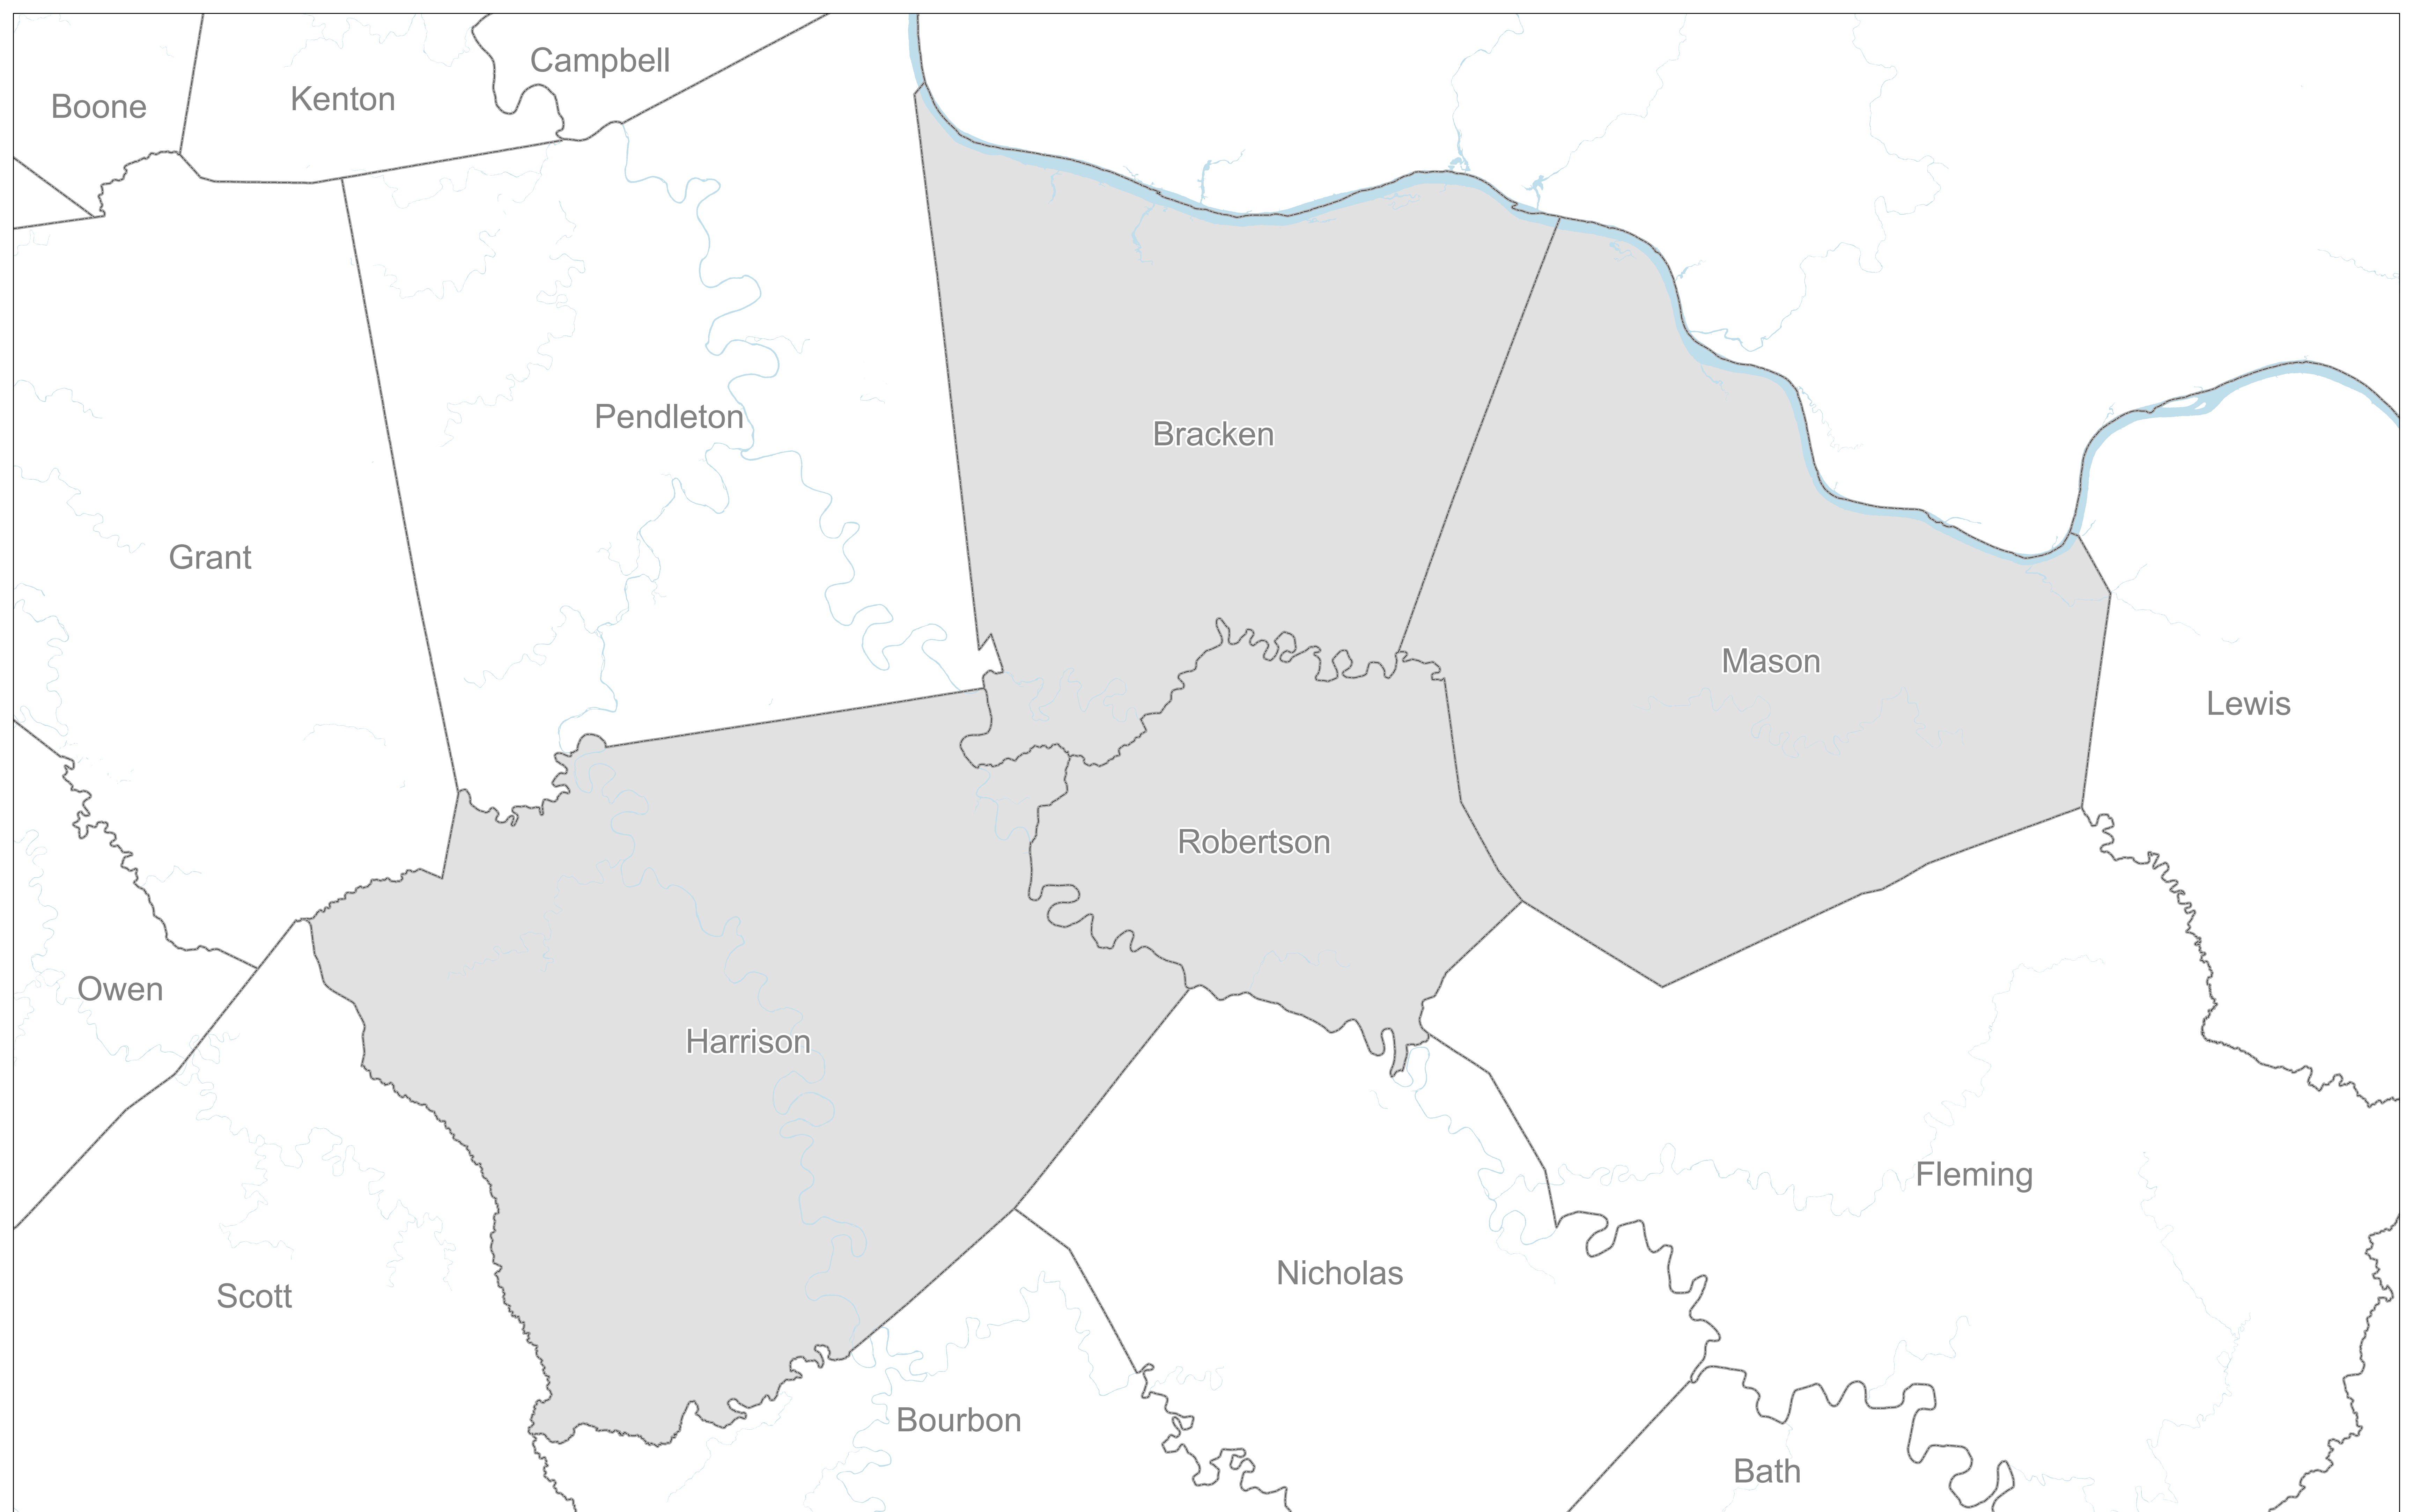 Campbell
Kenton
Boone
Pendleton
Bracken
Grant
Mason
Lewis
Robertson
Owen
Harrison
Fleming
Nicholas
Scott
Bourbon
Bath